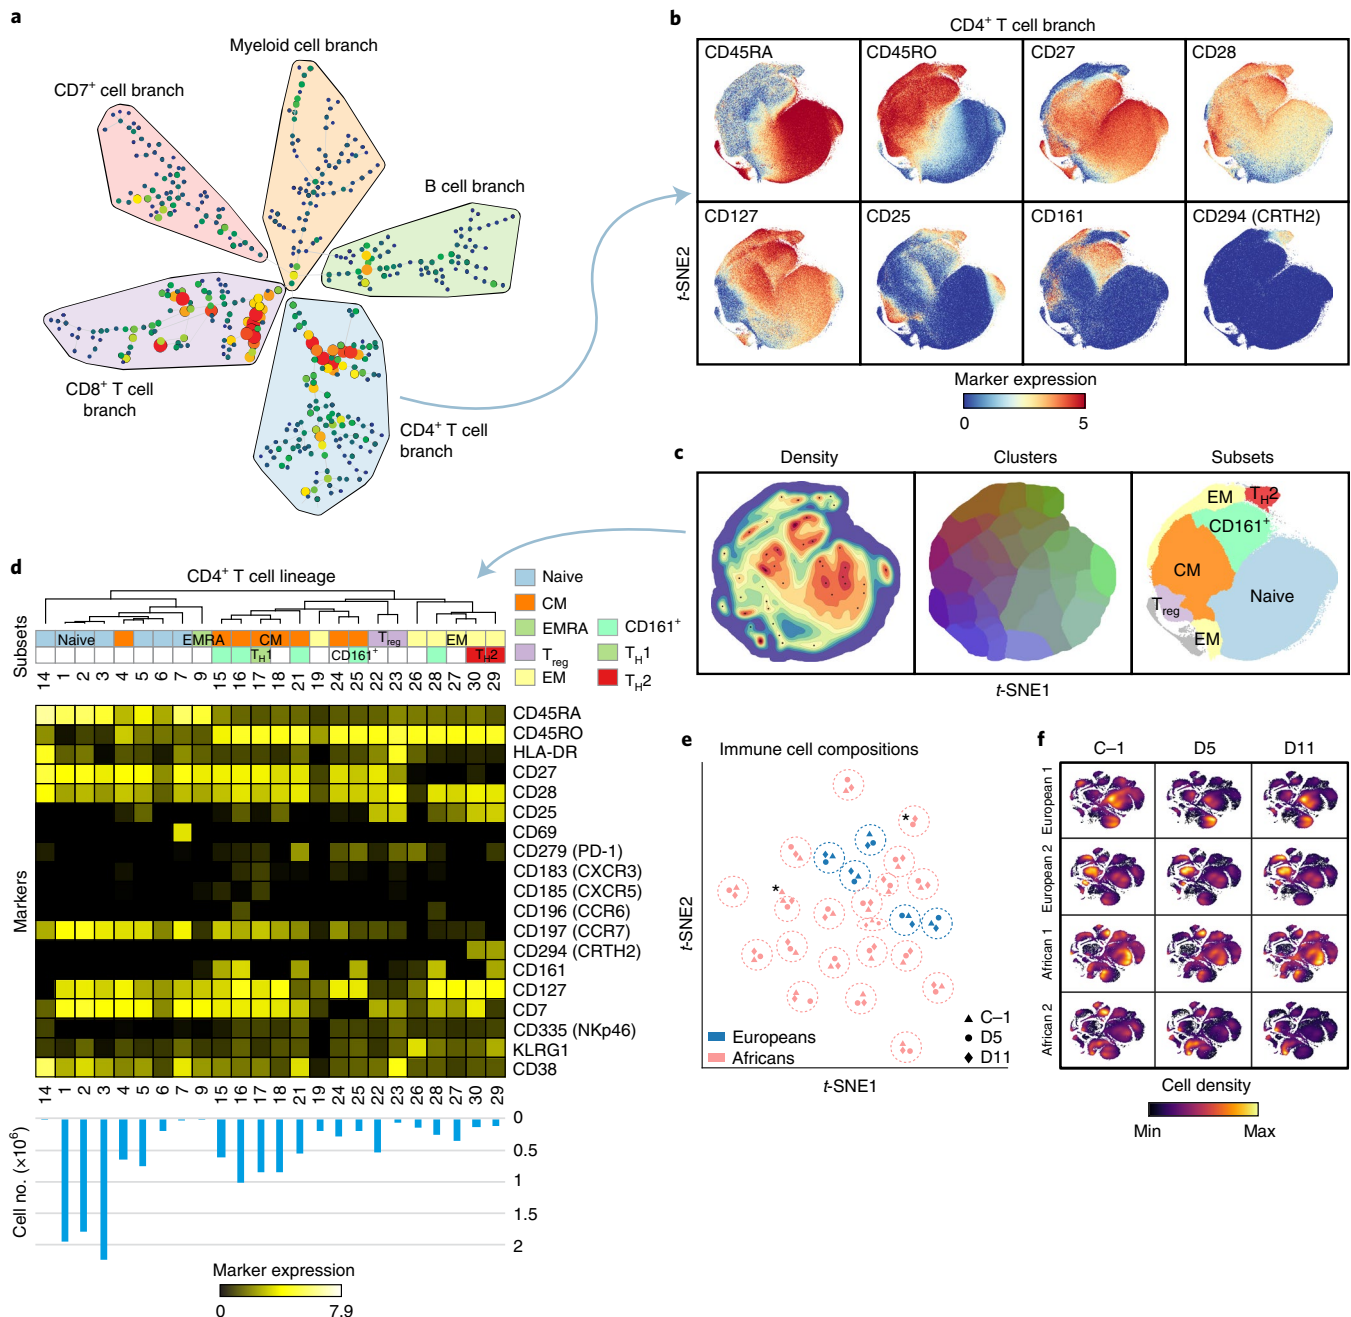 a
Myeloid cell branch
CD7+ cell branch
B cell branch
CD8+ T cell
branch
CD4+ T cell
branch
b
CD4+ T cell branch
CD45RA
CD45RO
CD27
CD28
CD127
CD25
CD161
CD294 (CRTH2)
t-SNE2
Marker expression
0
5
c
Density
Clusters
Subsets
EM
TH2
CD161+
CM
Treg
Naive
EM
t-SNE1
d
CD4+ T cell lineage
Naive
CM
EMRA
Treg
EM
CD161+
TH1
TH2
Subsets
Naive
EMRA
CM
Treg
EM
TH1
CD161+
TH2
14 1 2 3 4 5 6 7 9 15 16 17 18 21 19 24 25 22 23 26 28 27 30 29
Markers
CD45RA
CD45RO
HLA-DR
CD27
CD28
CD25
CD69
CD279 (PD-1)
CD183 (CXCR3)
CD185 (CXCR5)
CD196 (CCR6)
CD197 (CCR7)
CD294 (CRTH2)
CD161
CD127
CD7
CD335 (NKp46)
KLRG1
CD38
14 1 2 3 4 5 6 7 9 15 16 17 18 21 19 24 25 22 23 26 28 27 30 29
Cell no. (×10⁶)
0
0.5
1
1.5
2
Marker expression
0
7.9
e
Immune cell compositions
*
*
t-SNE2
C–1
D5
D11
Europeans
Africans
t-SNE1
f
C–1
D5
D11
European 1
European 2
African 1
African 2
Cell density
Min
Max